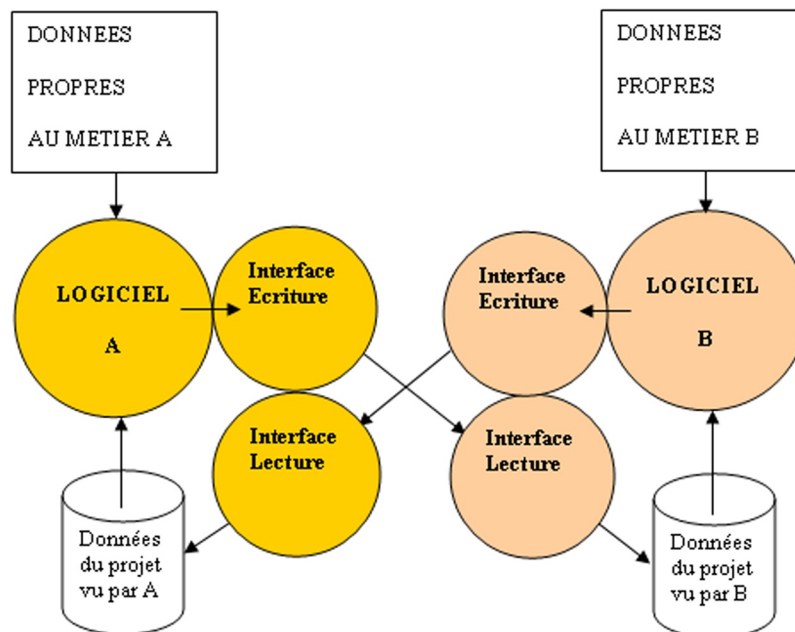 DONNEES
PROPRES
AU METIER A
DONNEES
PROPRES
AU METIER B
LOGICIEL
A
Interface
Ecriture
Interface
Ecriture
LOGICIEL
B
Interface
Lecture
Interface
Lecture
Données
du projet
vu par A
Données
du projet
vu par B